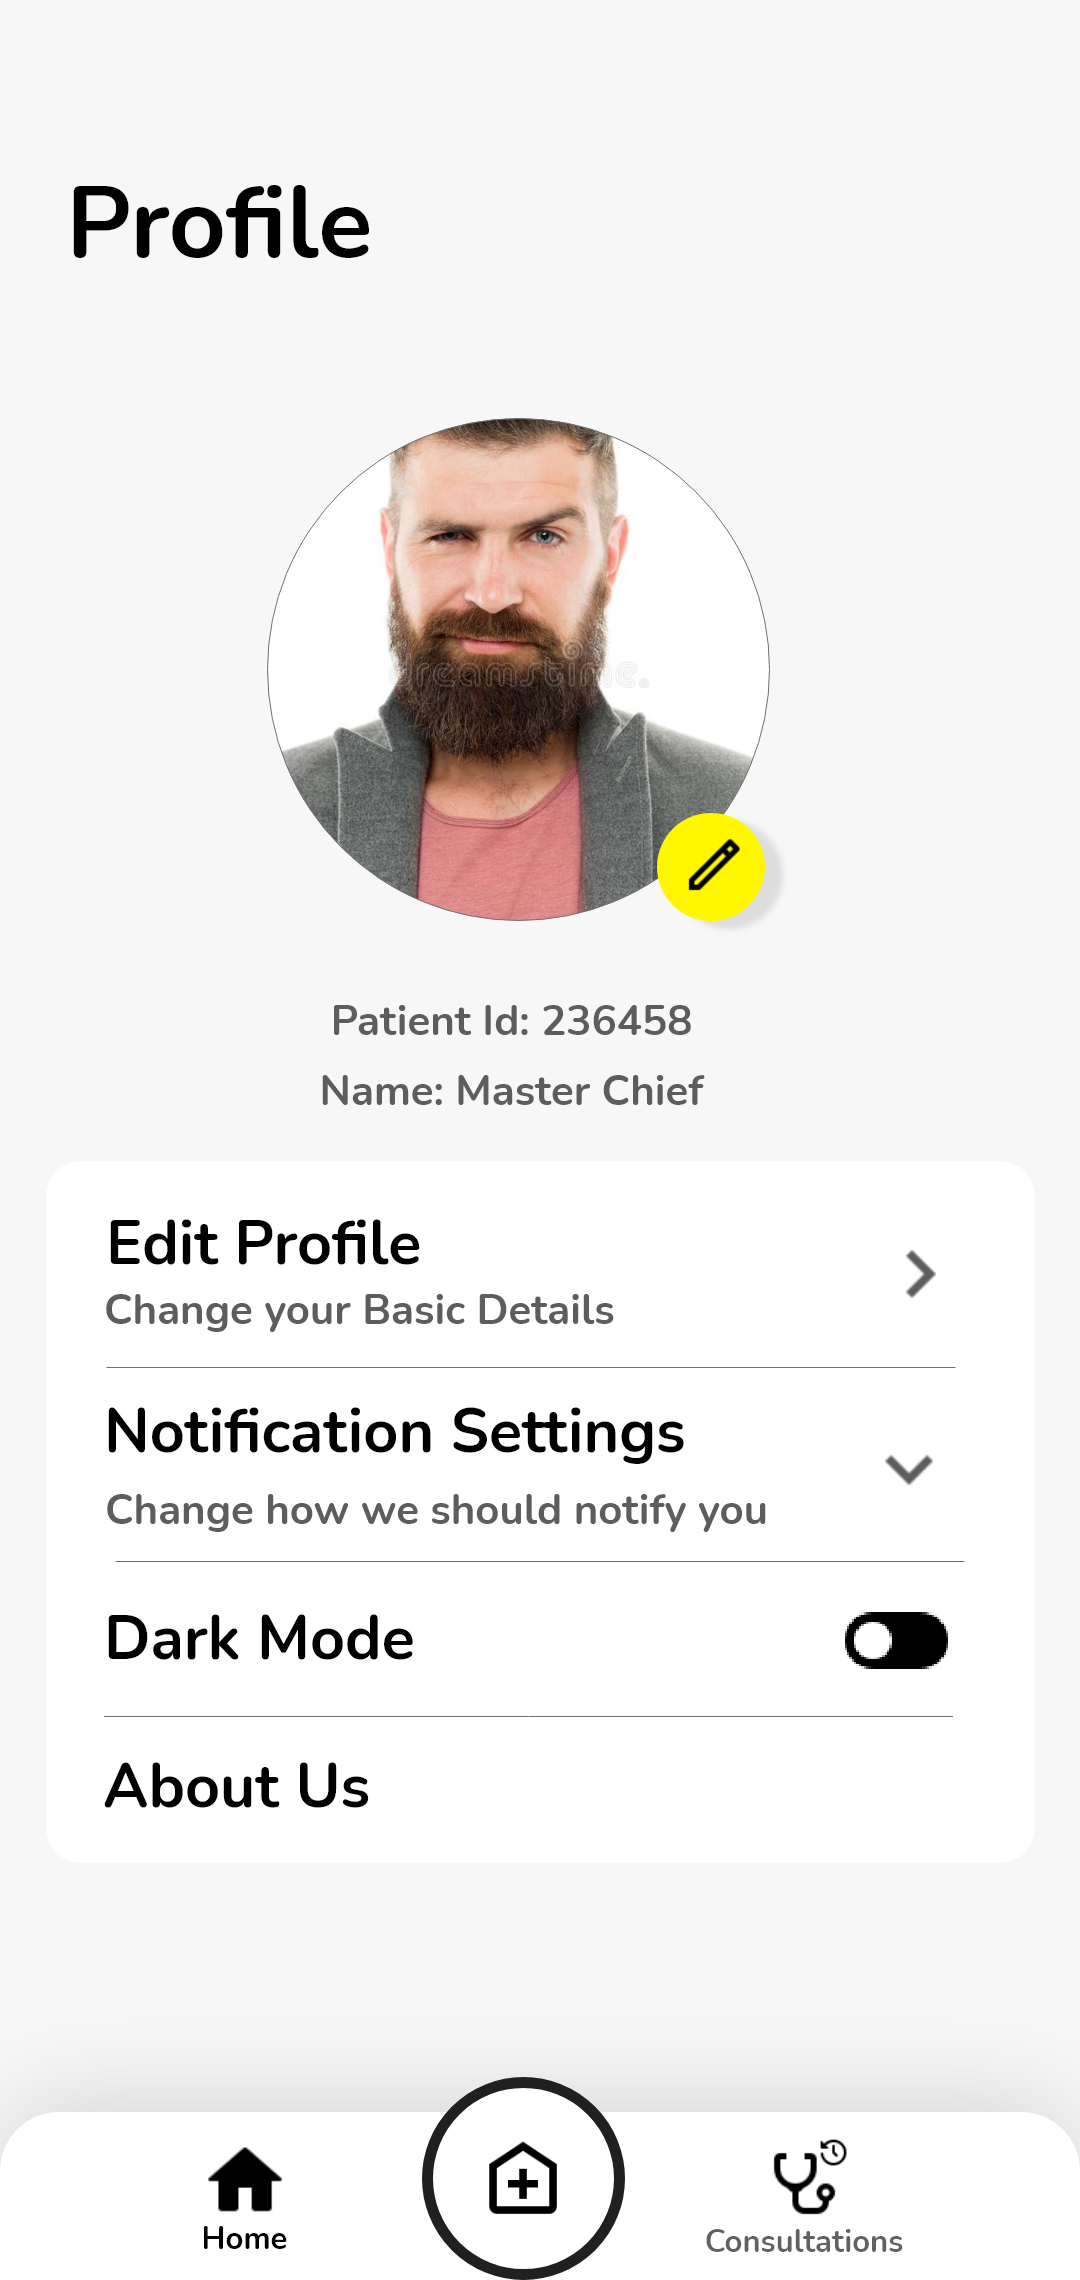 Profile
dreamstime.
Patient Id: 236458
Name: Master Chief
Edit Profile
Change your Basic Details
Notification Settings
Change how we should notify you
Dark Mode
About Us
Home
Consultations